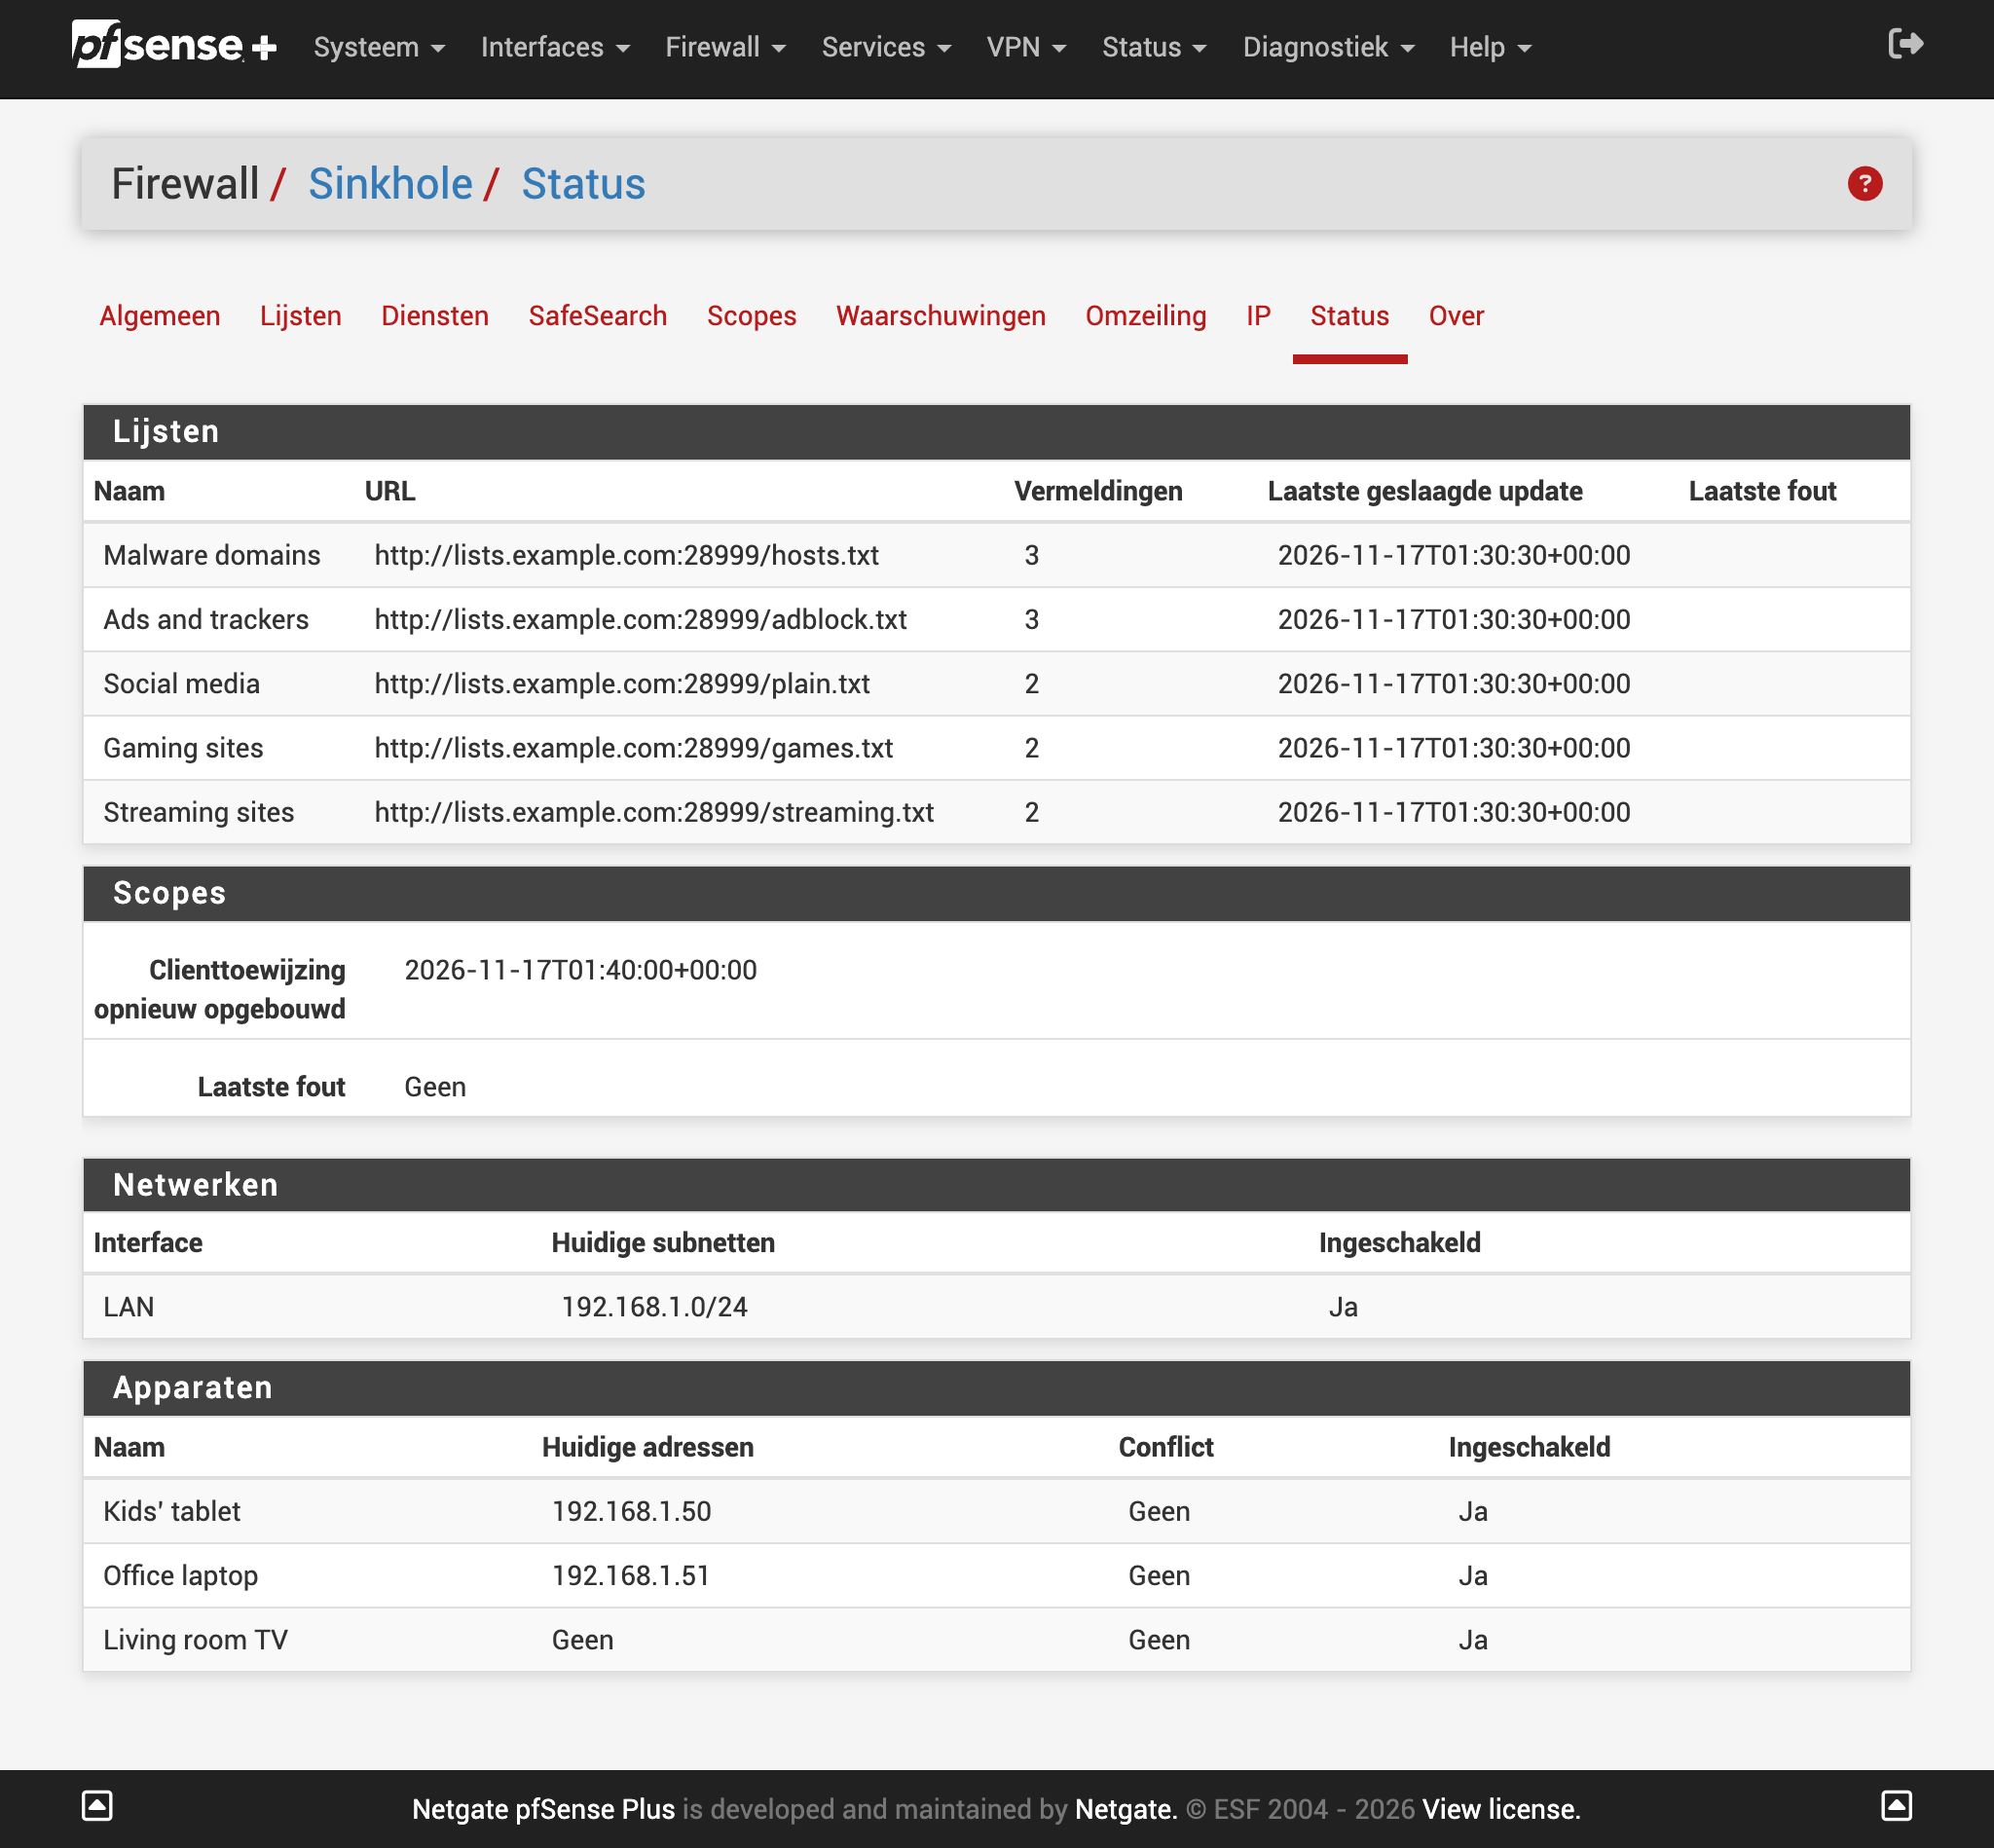 pfsense+ Systeem Interfaces Firewall Services VPN Status Diagnostiek Help
Firewall / Sinkhole / Status
?
Algemeen Lijsten Diensten SafeSearch Scopes Waarschuwingen Omzeiling IP Status Over
Lijsten
Naam URL Vermeldingen Laatste geslaagde update Laatste fout
Malware domains http://lists.example.com:28999/hosts.txt 3 2026-11-17T01:30:30+00:00
Ads and trackers http://lists.example.com:28999/adblock.txt 3 2026-11-17T01:30:30+00:00
Social media http://lists.example.com:28999/plain.txt 2 2026-11-17T01:30:30+00:00
Gaming sites http://lists.example.com:28999/games.txt 2 2026-11-17T01:30:30+00:00
Streaming sites http://lists.example.com:28999/streaming.txt 2 2026-11-17T01:30:30+00:00
Scopes
Clienttoewijzing 2026-11-17T01:40:00+00:00
opnieuw opgebouwd
Laatste fout Geen
Netwerken
Interface Huidige subnetten Ingeschakeld
LAN 192.168.1.0/24 Ja
Apparaten
Naam Huidige adressen Conflict Ingeschakeld
Kids' tablet 192.168.1.50 Geen Ja
Office laptop 192.168.1.51 Geen Ja
Living room TV Geen Geen Ja
Netgate pfSense Plus is developed and maintained by Netgate. © ESF 2004 - 2026 View license.